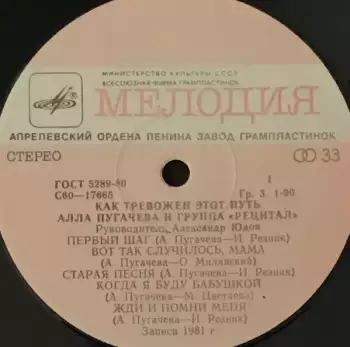 МИНИСТЕРСТВО КУЛЬТУРЫ СССР
ВСЕСОЮЗНАЯ ФИРМА ГРАМПЛАСТИНОК
МЕЛОДИЯ
АПРЕЛЕВСКИЙ ОРДЕНА ЛЕНИНА ЗАВОД ГРАМПЛАСТИНОК
СТЕРЕО 33
ГОСТ 5289-80 1
С60—17665 Гр. 3. 1-90
КАК ТРЕВОЖЕН ЭТОТ ПУТЬ
АЛЛА ПУГАЧЕВА И ГРУППА «РЕЦИТАЛ»
Руководитель Александр Юдов
ПЕРВЫЙ ШАГ (А. Пугачева—И. Резник)
ВОТ ТАК СЛУЧИЛОСЬ, МАМА
(А. Пугачева—О. Милявский)
СТАРАЯ ПЕСНЯ (А. Пугачева—И. Резник)
КОГДА Я БУДУ БАБУШКОЙ
(А. Пугачева—М. Цветаева)
ЖДИ И ПОМНИ МЕНЯ
(А. Пугачева—И. Резник)
Запись 1981 г